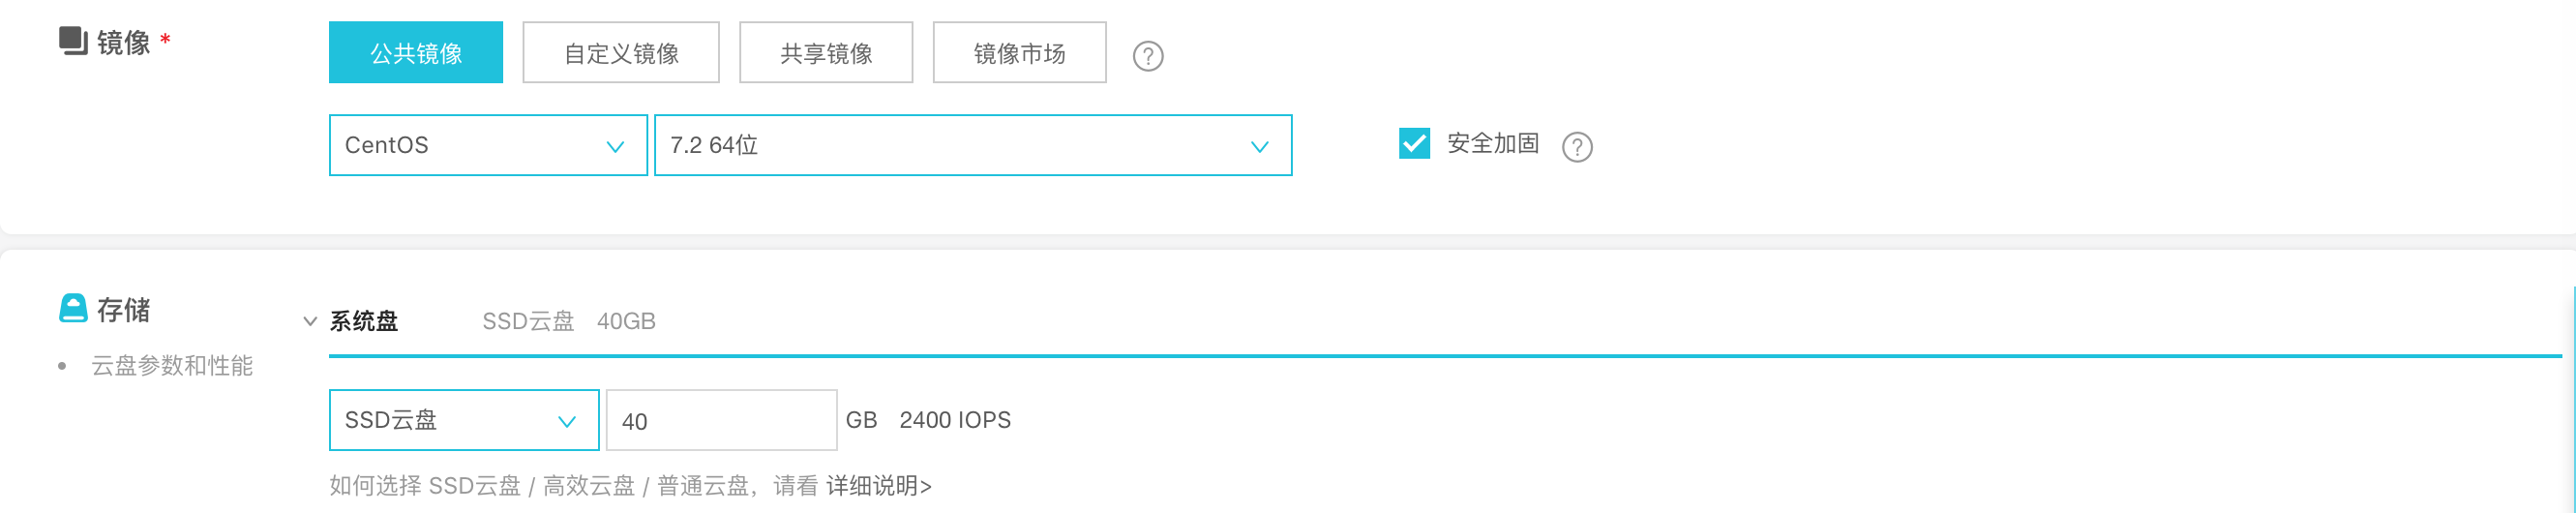 镜像 *
公共镜像 自定义镜像 共享镜像 镜像市场 ?
CentOS 7.2 64位 安全加固 ?
存储
系统盘 SSD云盘 40GB
• 云盘参数和性能
SSD云盘 40 GB 2400 IOPS
如何选择 SSD云盘 / 高效云盘 / 普通云盘，请看 详细说明>